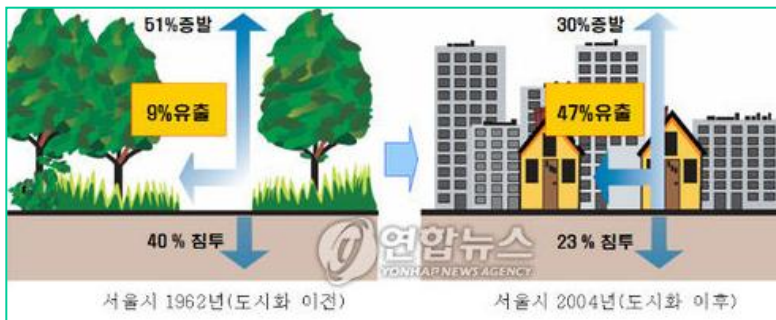 51%증발
9%유출
40 % 침투
서울시 1962년(도시화 이전)
30%증발
47%유출
23 % 침투
서울시 2004년(도시화 이후)
연합뉴스
YONHAP NEWS AGENCY